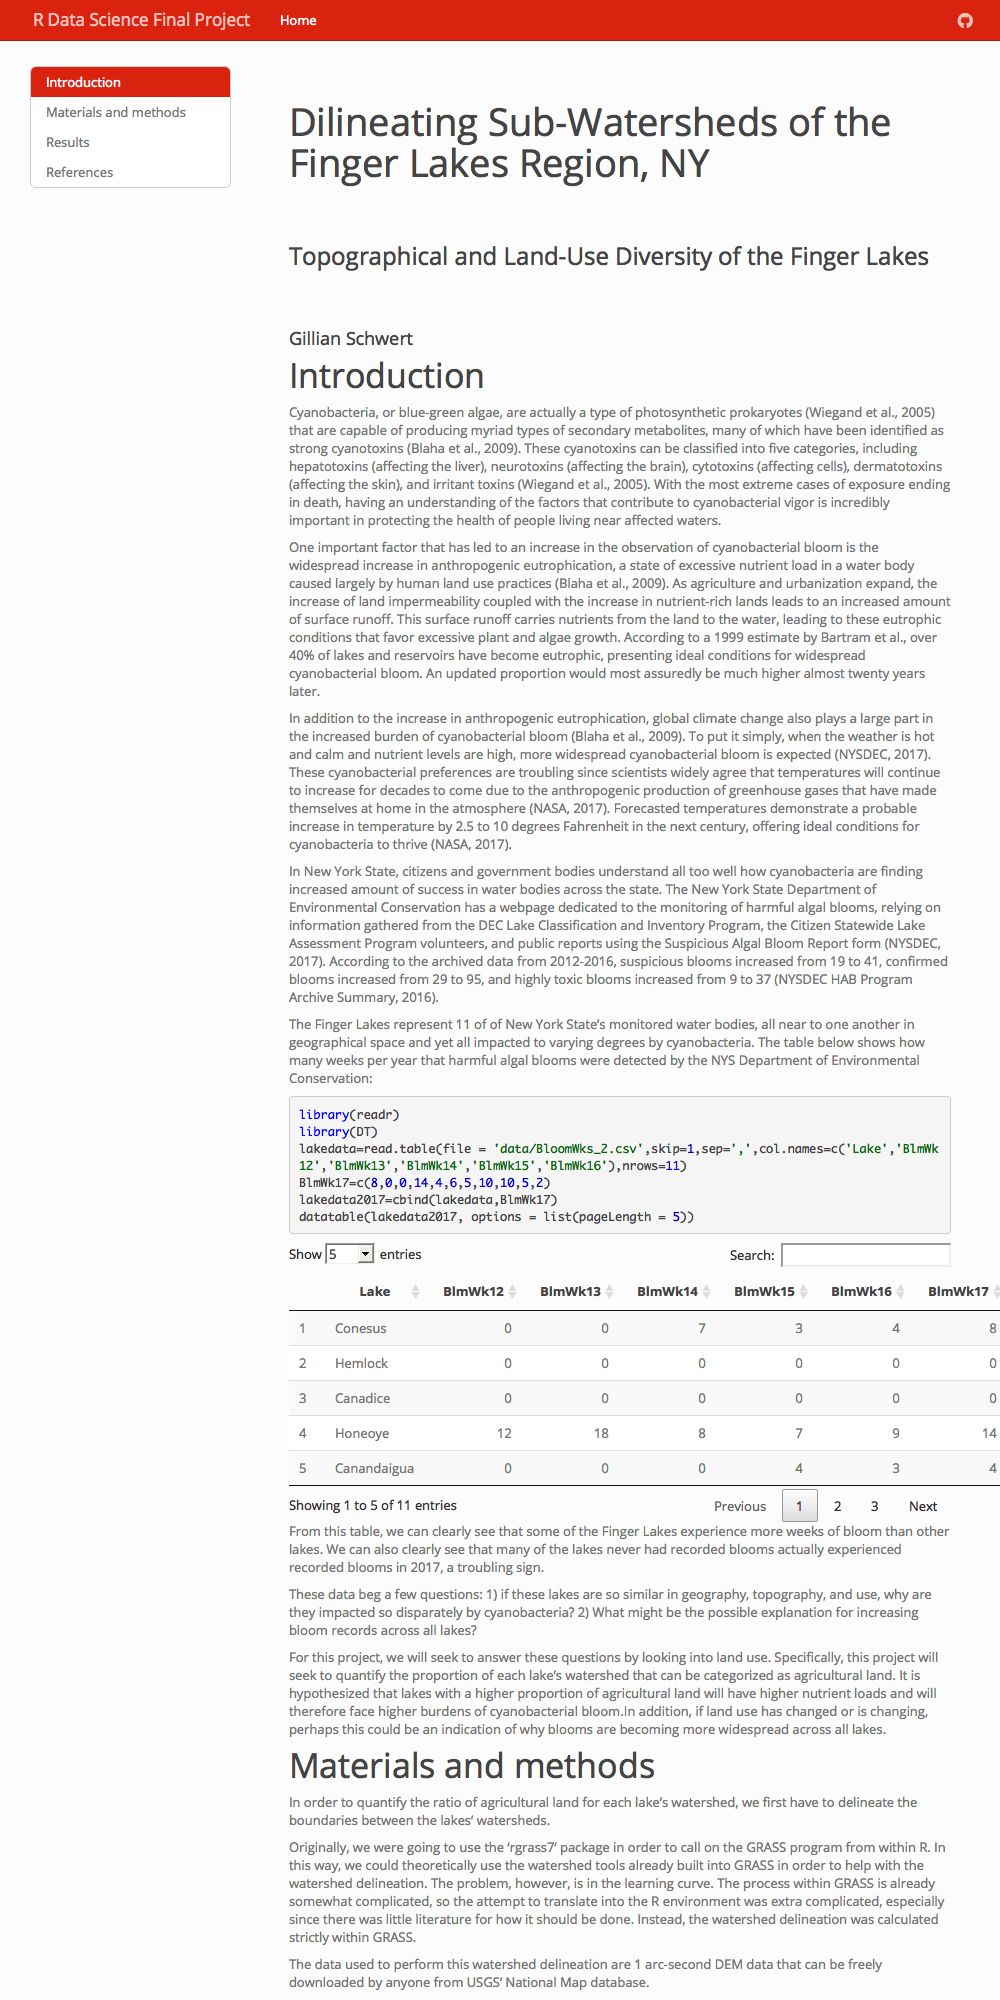 R Data Science Final Project Home
Introduction
Materials and methods
Results
References
Dilineating Sub-Watersheds of the
Finger Lakes Region, NY
Topographical and Land-Use Diversity of the Finger Lakes
Gillian Schwert
Introduction
Cyanobacteria, or blue-green algae, are actually a type of photosynthetic prokaryotes (Wiegand et al., 2005)
that are capable of producing myriad types of secondary metabolites, many of which have been identified as
strong cyanotoxins (Blaha et al., 2009). These cyanotoxins can be classified into five categories, including
hepatotoxins (affecting the liver), neurotoxins (affecting the brain), cytotoxins (affecting cells), dermatotoxins
(affecting the skin), and irritant toxins (Wiegand et al., 2005). With the most extreme cases of exposure ending
in death, having an understanding of the factors that contribute to cyanobacterial vigor is incredibly
important in protecting the health of people living near affected waters.
One important factor that has led to an increase in the observation of cyanobacterial bloom is the
widespread increase in anthropogenic eutrophication, a state of excessive nutrient load in a water body
caused largely by human land use practices (Blaha et al., 2009). As agriculture and urbanization expand, the
increase of land impermeability coupled with the increase in nutrient-rich lands leads to an increased amount
of surface runoff. This surface runoff carries nutrients from the land to the water, leading to these eutrophic
conditions that favor excessive plant and algae growth. According to a 1999 estimate by Bartram et al., over
40% of lakes and reservoirs have become eutrophic, presenting ideal conditions for widespread
cyanobacterial bloom. An updated proportion would most assuredly be much higher almost twenty years
later.
In addition to the increase in anthropogenic eutrophication, global climate change also plays a large part in
the increased burden of cyanobacterial bloom (Blaha et al., 2009). To put it simply, when the weather is hot
and calm and nutrient levels are high, more widespread cyanobacterial bloom is expected (NYSDEC, 2017).
These cyanobacterial preferences are troubling since scientists widely agree that temperatures will continue
to increase for decades to come due to the anthropogenic production of greenhouse gases that have made
themselves at home in the atmosphere (NASA, 2017). Forecasted temperatures demonstrate a probable
increase in temperature by 2.5 to 10 degrees Fahrenheit in the next century, offering ideal conditions for
cyanobacteria to thrive (NASA, 2017).
In New York State, citizens and government bodies understand all too well how cyanobacteria are finding
increased amount of success in water bodies across the state. The New York State Department of
Environmental Conservation has a webpage dedicated to the monitoring of harmful algal blooms, relying on
information gathered from the DEC Lake Classification and Inventory Program, the Citizen Statewide Lake
Assessment Program volunteers, and public reports using the Suspicious Algal Bloom Report form (NYSDEC,
2017). According to the archived data from 2012-2016, suspicious blooms increased from 19 to 41, confirmed
blooms increased from 29 to 95, and highly toxic blooms increased from 9 to 37 (NYSDEC HAB Program
Archive Summary, 2016).
The Finger Lakes represent 11 of of New York State’s monitored water bodies, all near to one another in
geographical space and yet all impacted to varying degrees by cyanobacteria. The table below shows how
many weeks per year that harmful algal blooms were detected by the NYS Department of Environmental
Conservation:
library(readr)
library(DT)
lakedata=read.table(file = 'data/BloomWks_2.csv',skip=1,sep=',',col.names=c('Lake','BlmWk
12','BlmWk13','BlmWk14','BlmWk15','BlmWk16'),nrows=11)
BlmWk17=c(8,0,0,14,4,6,5,10,10,5,2)
lakedata2017=cbind(lakedata,BlmWk17)
datatable(lakedata2017, options = list(pageLength = 5))
Show 5 entries Search:
Lake BlmWk12 BlmWk13 BlmWk14 BlmWk15 BlmWk16 BlmWk17
1 Conesus 0 0 7 3 4 8
2 Hemlock 0 0 0 0 0 0
3 Canadice 0 0 0 0 0 0
4 Honeoye 12 18 8 7 9 14
5 Canandaigua 0 0 0 4 3 4
Showing 1 to 5 of 11 entries Previous 1 2 3 Next
From this table, we can clearly see that some of the Finger Lakes experience more weeks of bloom than other
lakes. We can also clearly see that many of the lakes never had recorded blooms actually experienced
recorded blooms in 2017, a troubling sign.
These data beg a few questions: 1) if these lakes are so similar in geography, topography, and use, why are
they impacted so disparately by cyanobacteria? 2) What might be the possible explanation for increasing
bloom records across all lakes?
For this project, we will seek to answer these questions by looking into land use. Specifically, this project will
seek to quantify the proportion of each lake’s watershed that can be categorized as agricultural land. It is
hypothesized that lakes with a higher proportion of agricultural land will have higher nutrient loads and will
therefore face higher burdens of cyanobacterial bloom.In addition, if land use has changed or is changing,
perhaps this could be an indication of why blooms are becoming more widespread across all lakes.
Materials and methods
In order to quantify the ratio of agricultural land for each lake’s watershed, we first have to delineate the
boundaries between the lakes’ watersheds.
Originally, we were going to use the ‘rgrass7’ package in order to call on the GRASS program from within R. In
this way, we could theoretically use the watershed tools already built into GRASS in order to help with the
watershed delineation. The problem, however, is in the learning curve. The process within GRASS is already
somewhat complicated, so the attempt to translate into the R environment was extra complicated, especially
since there was little literature for how it should be done. Instead, the watershed delineation was calculated
strictly within GRASS.
The data used to perform this watershed delineation are 1 arc-second DEM data that can be freely
downloaded by anyone from USGS’ National Map database.